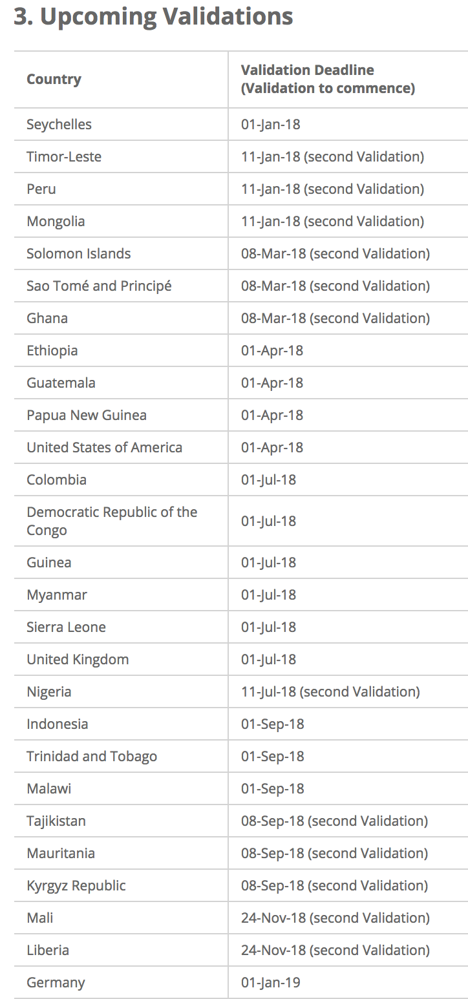 3. Upcoming Validations
Country
Validation Deadline
(Validation to commence)
Seychelles
01-Jan-18
Timor-Leste
11-Jan-18 (second Validation)
Peru
11-Jan-18 (second Validation)
Mongolia
11-Jan-18 (second Validation)
Solomon Islands
08-Mar-18 (second Validation)
Sao Tomé and Principé
08-Mar-18 (second Validation)
Ghana
08-Mar-18 (second Validation)
Ethiopia
01-Apr-18
Guatemala
01-Apr-18
Papua New Guinea
01-Apr-18
United States of America
01-Apr-18
Colombia
01-Jul-18
Democratic Republic of the
Congo
01-Jul-18
Guinea
01-Jul-18
Myanmar
01-Jul-18
Sierra Leone
01-Jul-18
United Kingdom
01-Jul-18
Nigeria
11-Jul-18 (second Validation)
Indonesia
01-Sep-18
Trinidad and Tobago
01-Sep-18
Malawi
01-Sep-18
Tajikistan
08-Sep-18 (second Validation)
Mauritania
08-Sep-18 (second Validation)
Kyrgyz Republic
08-Sep-18 (second Validation)
Mali
24-Nov-18 (second Validation)
Liberia
24-Nov-18 (second Validation)
Germany
01-Jan-19